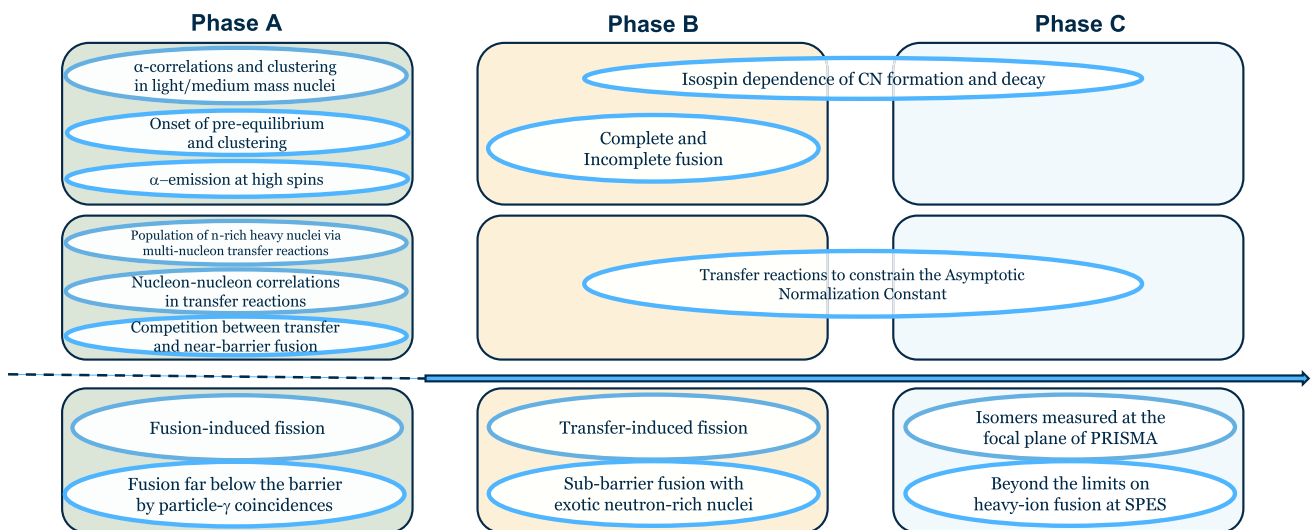 Phase A
Phase B
Phase C
α-correlations and clustering
in light/medium mass nuclei
Onset of pre-equilibrium
and clustering
α–emission at high spins
Isospin dependence of CN formation and decay
Complete and
Incomplete fusion
Population of n-rich heavy nuclei via
multi-nucleon transfer reactions
Nucleon-nucleon correlations
in transfer reactions
Competition between transfer
and near-barrier fusion
Transfer reactions to constrain the Asymptotic
Normalization Constant
Fusion-induced fission
Fusion far below the barrier
by particle-γ coincidences
Transfer-induced fission
Sub-barrier fusion with
exotic neutron-rich nuclei
Isomers measured at the
focal plane of PRISMA
Beyond the limits on
heavy-ion fusion at SPES